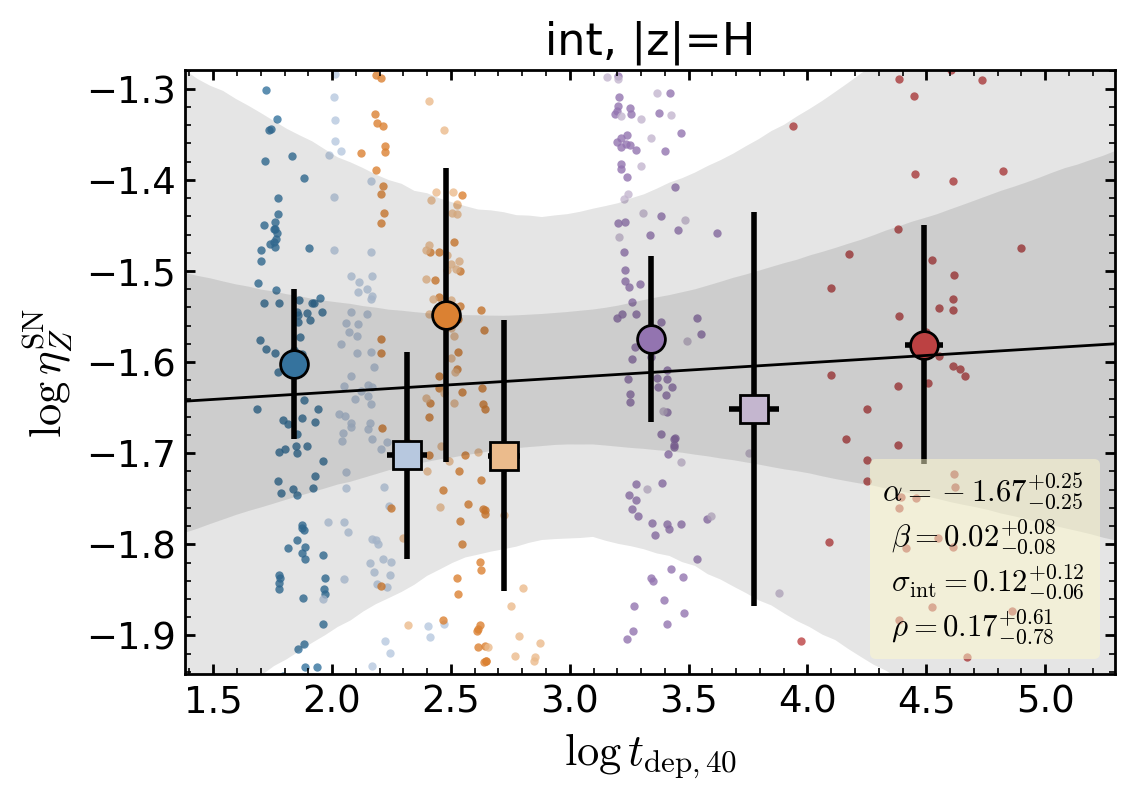 int, |z|=H
−1.3
−1.4
−1.5
−1.6
−1.7
−1.8
−1.9
log η_Z^SN
α = −1.67^{+0.25}_{−0.25}
β = 0.02^{+0.08}_{−0.08}
σ_int = 0.12^{+0.12}_{−0.06}
ρ = 0.17^{+0.61}_{−0.78}
1.5 2.0 2.5 3.0 3.5 4.0 4.5 5.0
log t_{dep, 40}